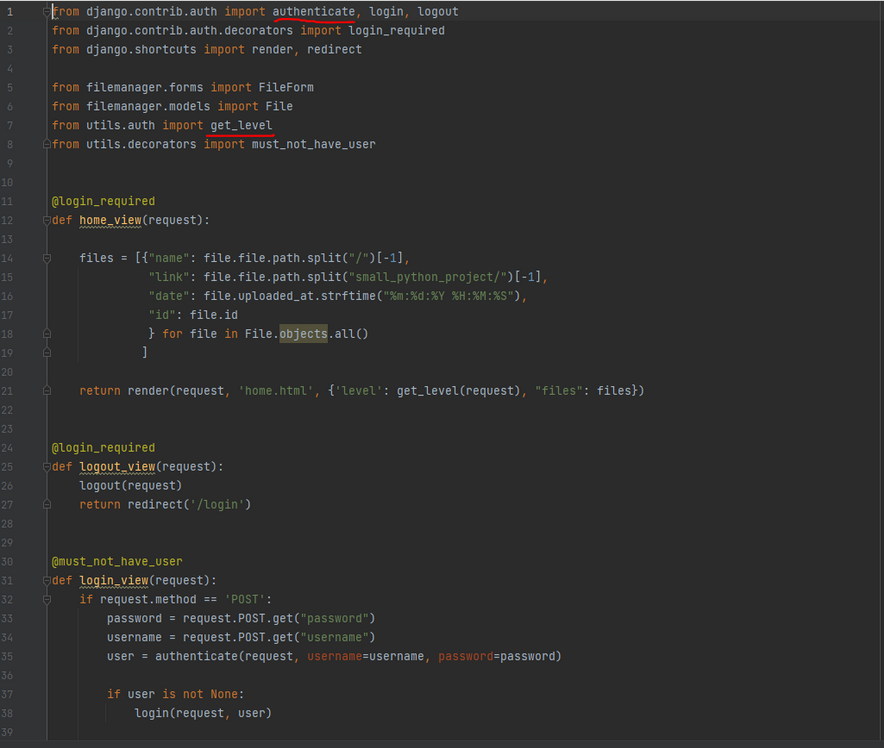 1 from django.contrib.auth import authenticate, login, logout
2 from django.contrib.auth.decorators import login_required
3 from django.shortcuts import render, redirect
4
5 from filemanager.forms import FileForm
6 from filemanager.models import File
7 from utils.auth import get_level
8 from utils.decorators import must_not_have_user
9
10
11 @login_required
12 def home_view(request):
13
14     files = [{"name": file.file.path.split("/")[-1],
15               "link": file.file.path.split("small_python_project/")[-1],
16               "date": file.uploaded_at.strftime("%m:%d:%Y %H:%M:%S"),
17               "id": file.id
18               } for file in File.objects.all()
19              ]
20
21     return render(request, 'home.html', {'level': get_level(request), "files": files})
22
23
24 @login_required
25 def logout_view(request):
26     logout(request)
27     return redirect('/login')
28
29
30 @must_not_have_user
31 def login_view(request):
32     if request.method == 'POST':
33         password = request.POST.get("password")
34         username = request.POST.get("username")
35         user = authenticate(request, username=username, password=password)
36
37         if user is not None:
38             login(request, user)
39